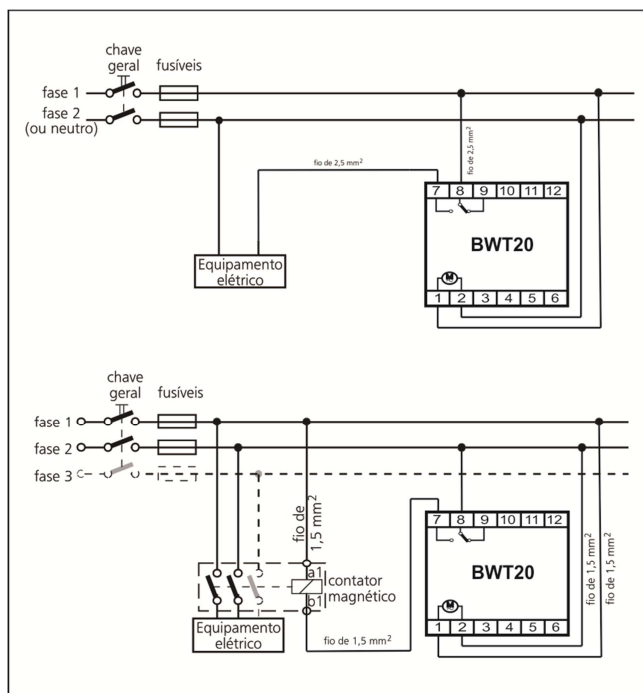 chave
geral
fusíveis
fase 1
fase 2
(ou neutro)
fio de 2,5 mm²
fio de 2,5 mm²
7 8 9 10 11 12
BWT20
M
1 2 3 4 5 6
Equipamento
elétrico
chave
geral
fusíveis
fase 1
fase 2
fase 3
fio de
1,5 mm²
a1
b1
contator
magnético
Equipamento
elétrico
fio de 1,5 mm²
7 8 9 10 11 12
BWT20
M
1 2 3 4 5 6
fio de 1,5 mm²
fio de 1,5 mm²